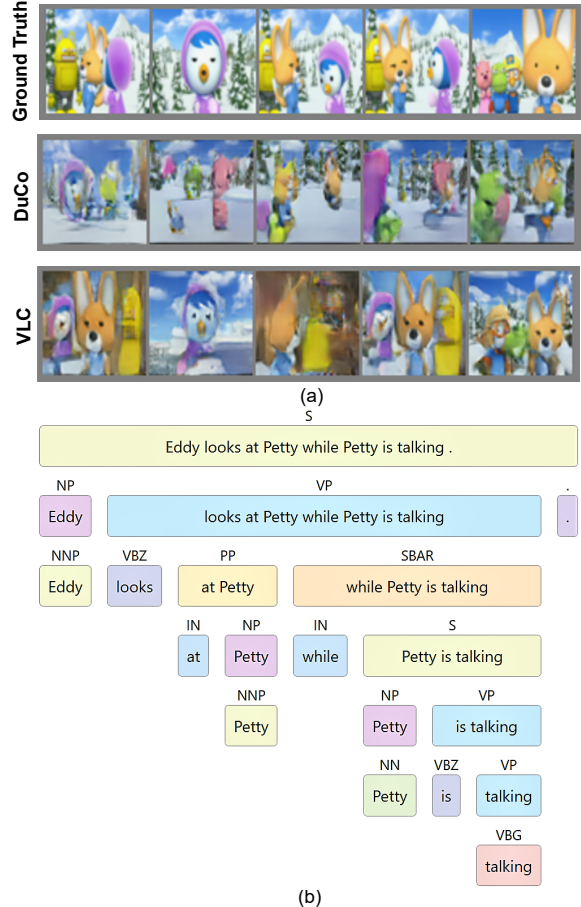 Ground Truth
DuCo
VLC
(a)
S
Eddy looks at Petty while Petty is talking .
NP VP .
Eddy looks at Petty while Petty is talking .
NNP VBZ PP SBAR
Eddy looks at Petty while Petty is talking
IN NP IN S
at Petty while Petty is talking
NNP NP VP
Petty Petty is talking
NN VBZ VP
Petty is talking
VBG
talking
(b)